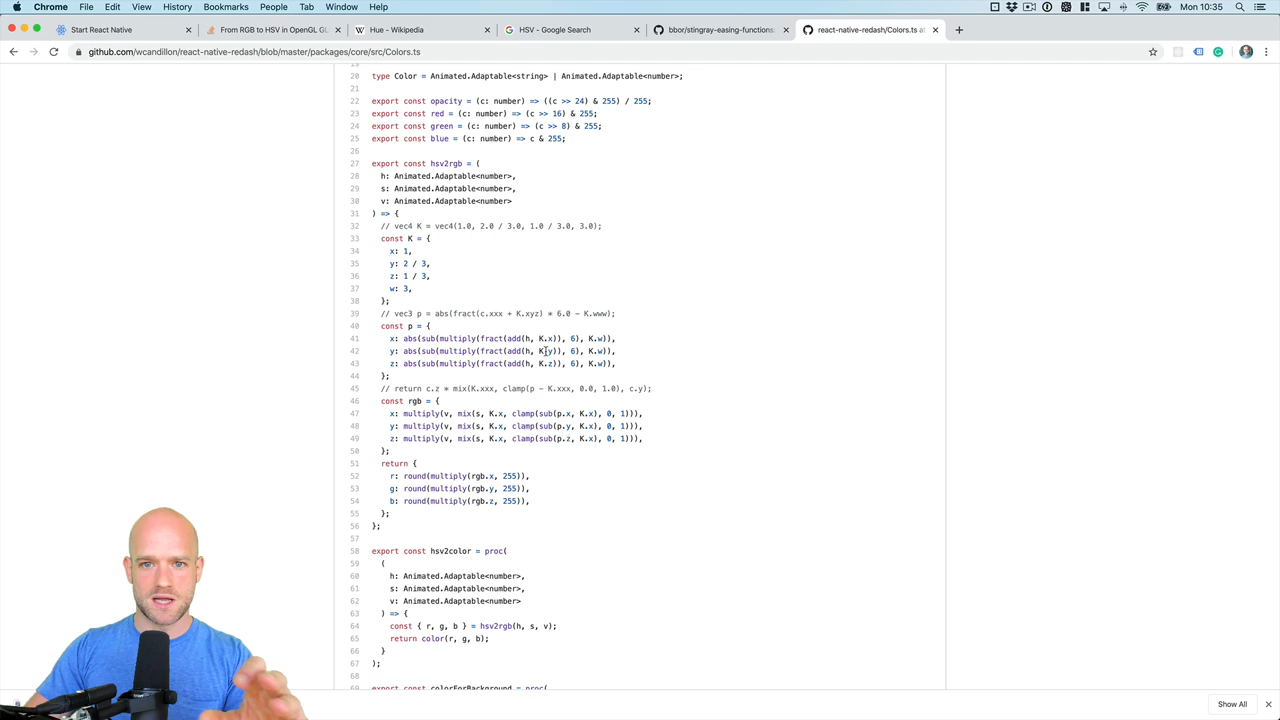 Chrome File Edit View History Bookmarks People Tab Window Help
Mon 10:35
Start React Native
From RGB to HSV in OpenGL GL
Hue - Wikipedia
HSV - Google Search
bbor/stingray-easing-functions:
react-native-redash/Colors.ts at
github.com/wcandillon/react-native-redash/blob/master/packages/core/src/Colors.ts
19
20 type Color = Animated.Adaptable<string> | Animated.Adaptable<number>;
21
22 export const opacity = (c: number) => ((c >> 24) & 255) / 255;
23 export const red = (c: number) => (c >> 16) & 255;
24 export const green = (c: number) => (c >> 8) & 255;
25 export const blue = (c: number) => c & 255;
26
27 export const hsv2rgb = (
28 h: Animated.Adaptable<number>,
29 s: Animated.Adaptable<number>,
30 v: Animated.Adaptable<number>
31 ) => {
32 // vec4 K = vec4(1.0, 2.0 / 3.0, 1.0 / 3.0, 3.0);
33 const K = {
34 x: 1,
35 y: 2 / 3,
36 z: 1 / 3,
37 w: 3,
38 };
39 // vec3 p = abs(fract(c.xxx + K.xyz) * 6.0 - K.www);
40 const p = {
41 x: abs(sub(multiply(fract(add(h, K.x)), 6), K.w)),
42 y: abs(sub(multiply(fract(add(h, K.y)), 6), K.w)),
43 z: abs(sub(multiply(fract(add(h, K.z)), 6), K.w)),
44 };
45 // return c.z * mix(K.xxx, clamp(p - K.xxx, 0.0, 1.0), c.y);
46 const rgb = {
47 x: multiply(v, mix(s, K.x, clamp(sub(p.x, K.x), 0, 1))),
48 y: multiply(v, mix(s, K.x, clamp(sub(p.y, K.x), 0, 1))),
49 z: multiply(v, mix(s, K.x, clamp(sub(p.z, K.x), 0, 1))),
50 };
51 return {
52 r: round(multiply(rgb.x, 255)),
53 g: round(multiply(rgb.y, 255)),
54 b: round(multiply(rgb.z, 255)),
55 };
56 };
57
58 export const hsv2color = proc(
59 (
60 h: Animated.Adaptable<number>,
61 s: Animated.Adaptable<number>,
62 v: Animated.Adaptable<number>
63 ) => {
64 const { r, g, b } = hsv2rgb(h, s, v);
65 return color(r, g, b);
66 }
67 );
68
69 export const colorForBackground = proc(
Show All